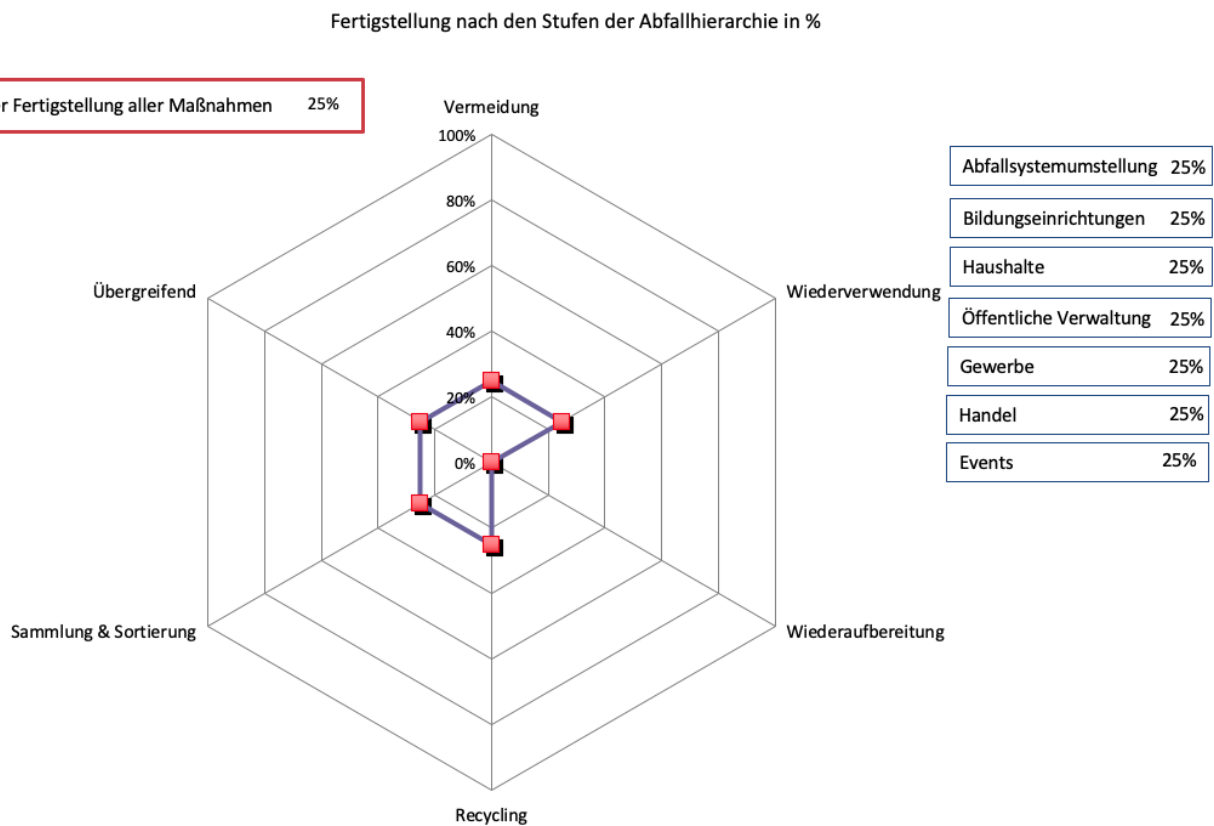 Fertigstellung nach den Stufen der Abfallhierarchie in %
r Fertigstellung aller Maßnahmen 25%
Vermeidung
100%
80%
60%
40%
20%
0%
Wiederverwendung
Wiederaufbereitung
Recycling
Sammlung & Sortierung
Übergreifend
Abfallsystemumstellung 25%
Bildungseinrichtungen 25%
Haushalte 25%
Öffentliche Verwaltung 25%
Gewerbe 25%
Handel 25%
Events 25%